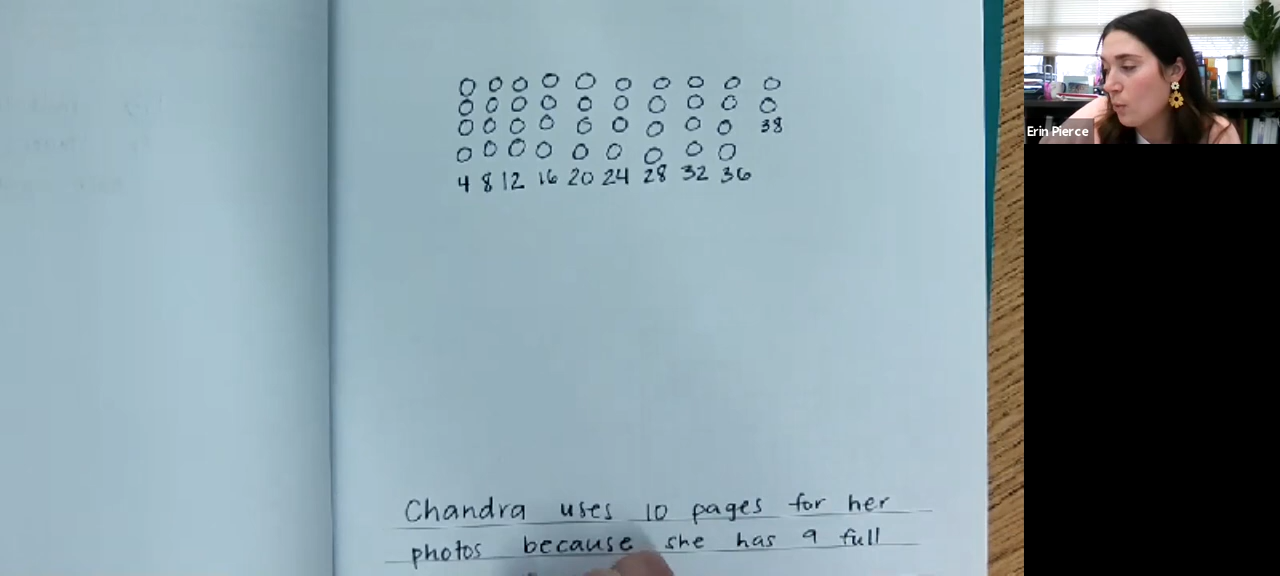 38
4 8 12 16 20 24 28 32 36
Chandra uses 10 pages for her
photos because she has 9 full
Erin Pierce